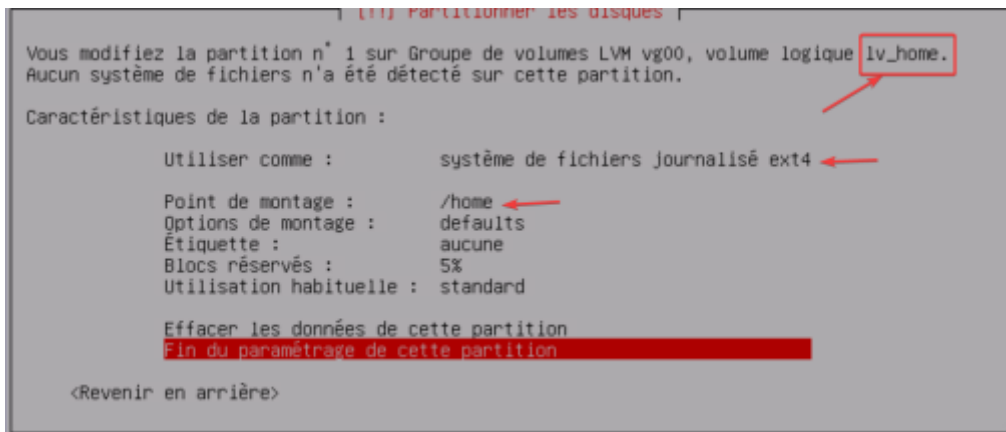 [!!] Partitionner les disques
Vous modifiez la partition n° 1 sur Groupe de volumes LVM vg00, volume logique lv_home.
Aucun système de fichiers n'a été détecté sur cette partition.
Caractéristiques de la partition :
Utiliser comme : système de fichiers journalisé ext4
Point de montage : /home
Options de montage : defaults
Étiquette : aucune
Blocs réservés : 5%
Utilisation habituelle : standard
Effacer les données de cette partition
Fin du paramétrage de cette partition
<Revenir en arrière>